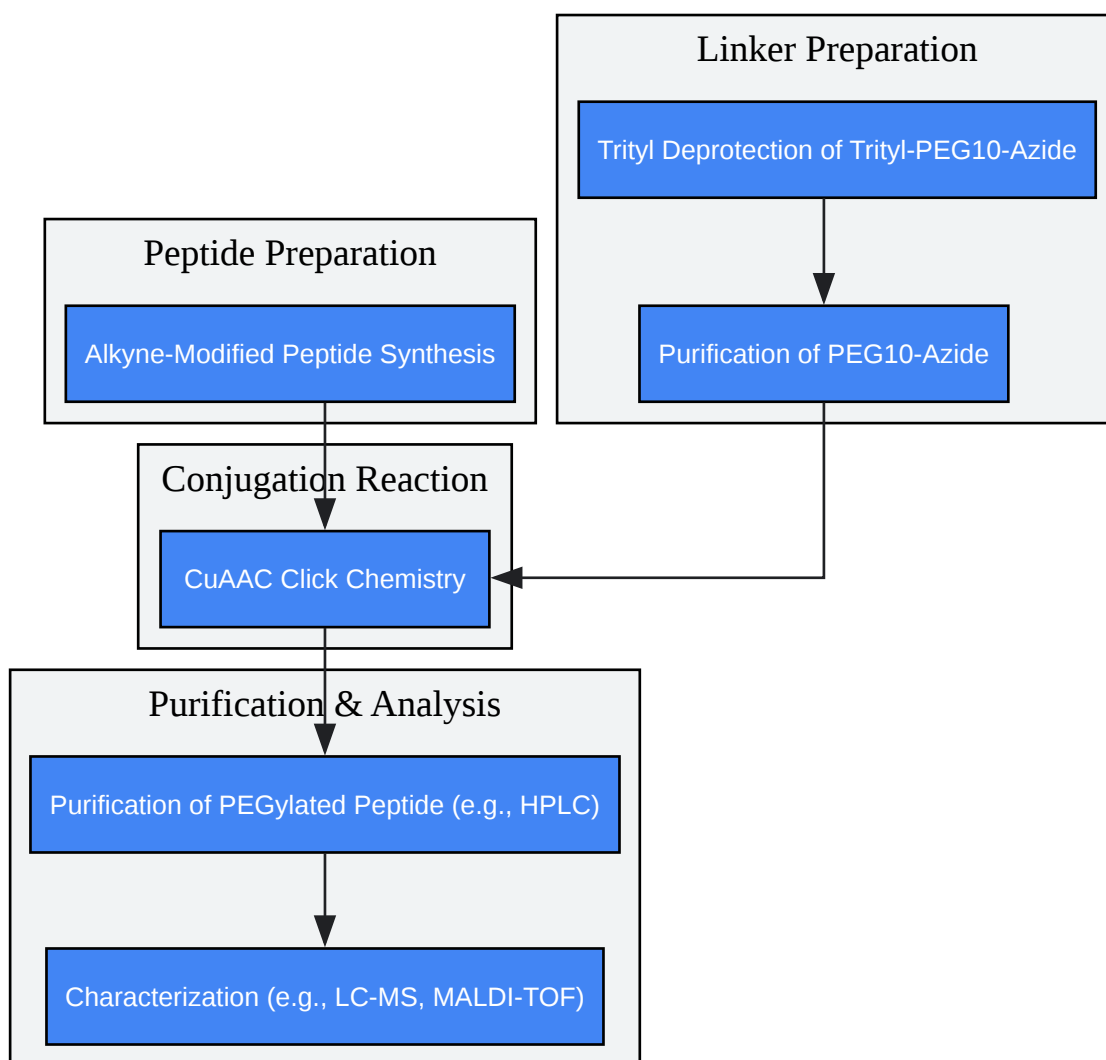 Linker Preparation
Trityl Deprotection of Trityl-PEG10-Azide
Purification of PEG10-Azide
Peptide Preparation
Alkyne-Modified Peptide Synthesis
Conjugation Reaction
CuAAC Click Chemistry
Purification & Analysis
Purification of PEGylated Peptide (e.g., HPLC)
Characterization (e.g., LC-MS, MALDI-TOF)